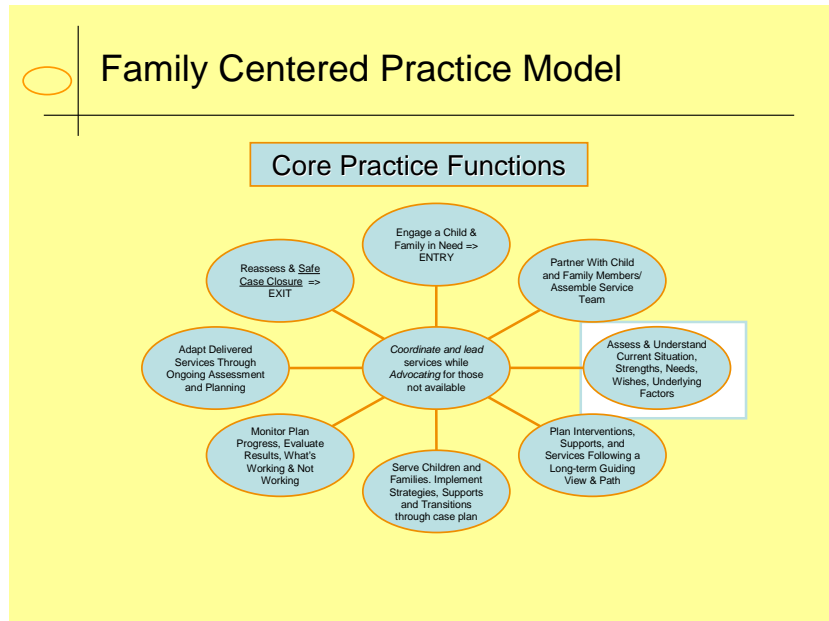 Family Centered Practice Model
Core Practice Functions
Engage a Child &
Family in Need =>
ENTRY
Partner With Child
and Family Members/
Assemble Service
Team
Assess & Understand
Current Situation,
Strengths, Needs,
Wishes, Underlying
Factors
Plan Interventions,
Supports, and
Services Following a
Long-term Guiding
View & Path
Serve Children and
Families. Implement
Strategies, Supports
and Transitions
through case plan
Monitor Plan
Progress, Evaluate
Results, What's
Working & Not
Working
Adapt Delivered
Services Through
Ongoing Assessment
and Planning
Reassess & Safe
Case Closure =>
EXIT
Coordinate and lead
services while
Advocating for those
not available